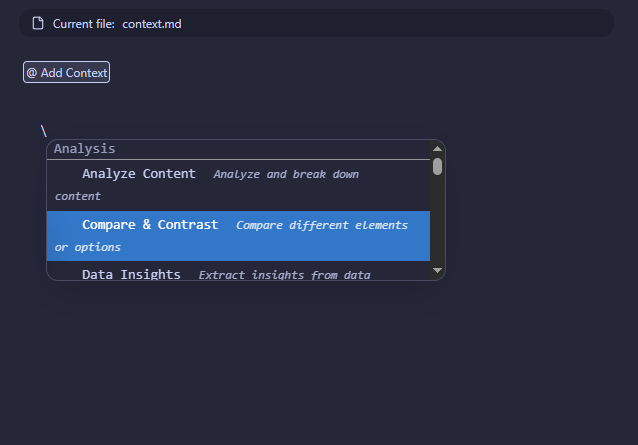 Current file: context.md
@ Add Context
\
Analysis
Analyze Content Analyze and break down
content
Compare & Contrast Compare different elements
or options
Data Insights Extract insights from data